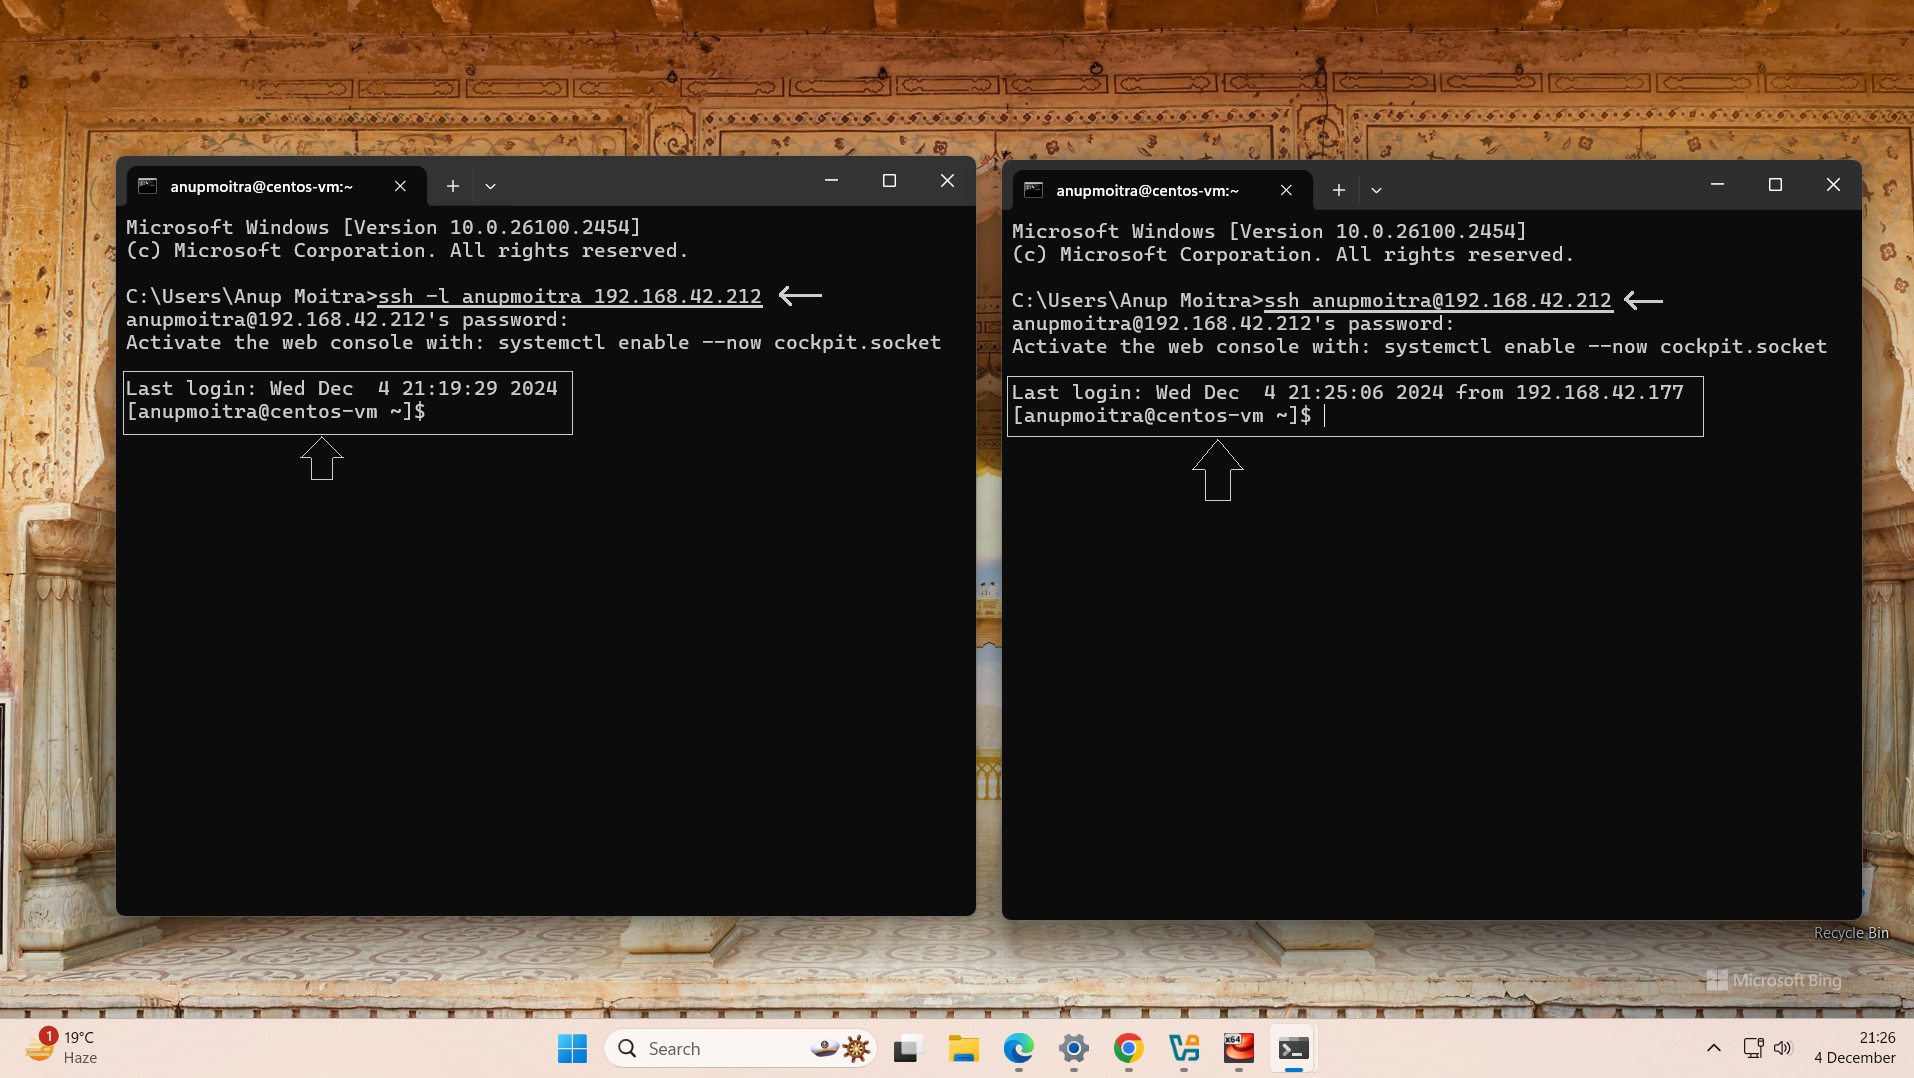 anupmoitra@centos-vm:~
Microsoft Windows [Version 10.0.26100.2454]
(c) Microsoft Corporation. All rights reserved.
C:\Users\Anup Moitra>ssh -l anupmoitra 192.168.42.212
anupmoitra@192.168.42.212's password:
Activate the web console with: systemctl enable --now cockpit.socket
Last login: Wed Dec  4 21:19:29 2024
[anupmoitra@centos-vm ~]$
anupmoitra@centos-vm:~
Microsoft Windows [Version 10.0.26100.2454]
(c) Microsoft Corporation. All rights reserved.
C:\Users\Anup Moitra>ssh anupmoitra@192.168.42.212
anupmoitra@192.168.42.212's password:
Activate the web console with: systemctl enable --now cockpit.socket
Last login: Wed Dec  4 21:25:06 2024 from 192.168.42.177
[anupmoitra@centos-vm ~]$
Recycle Bin
Microsoft Bing
1
19°C
Haze
Search
x64
21:26
4 December